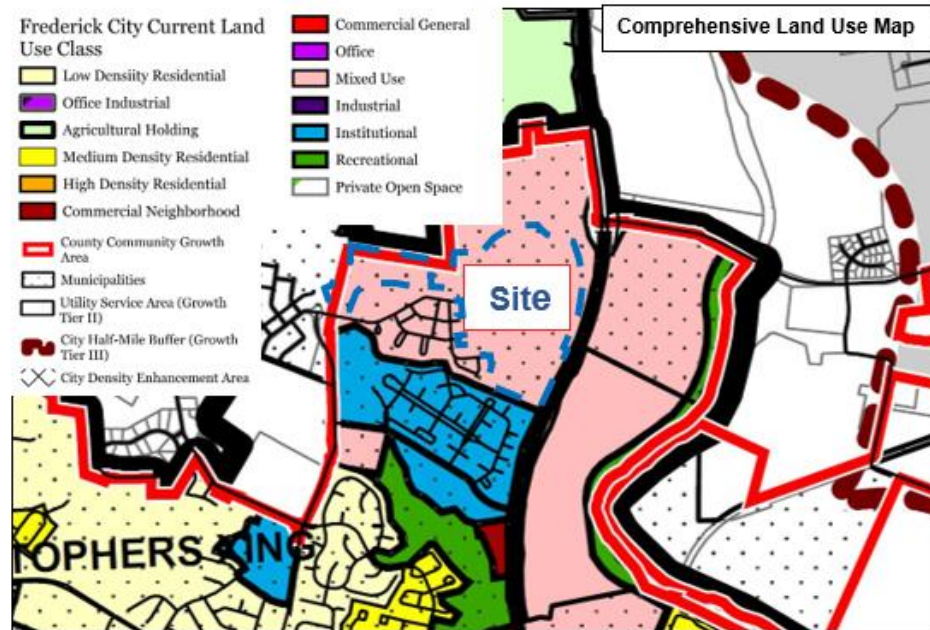 Comprehensive Land Use Map
Frederick City Current Land
Use Class
Low Densiity Residential
Office Industrial
Agricultural Holding
Medium Density Residential
High Density Residential
Commercial Neighborhood
County Community Growth
Area
Municipalities
Utility Service Area (Growth
Tier II)
City Half-Mile Buffer (Growth
Tier III)
City Density Enhancement Area
Commercial General
Office
Mixed Use
Industrial
Institutional
Recreational
Private Open Space
Site
TOPHERS
ING